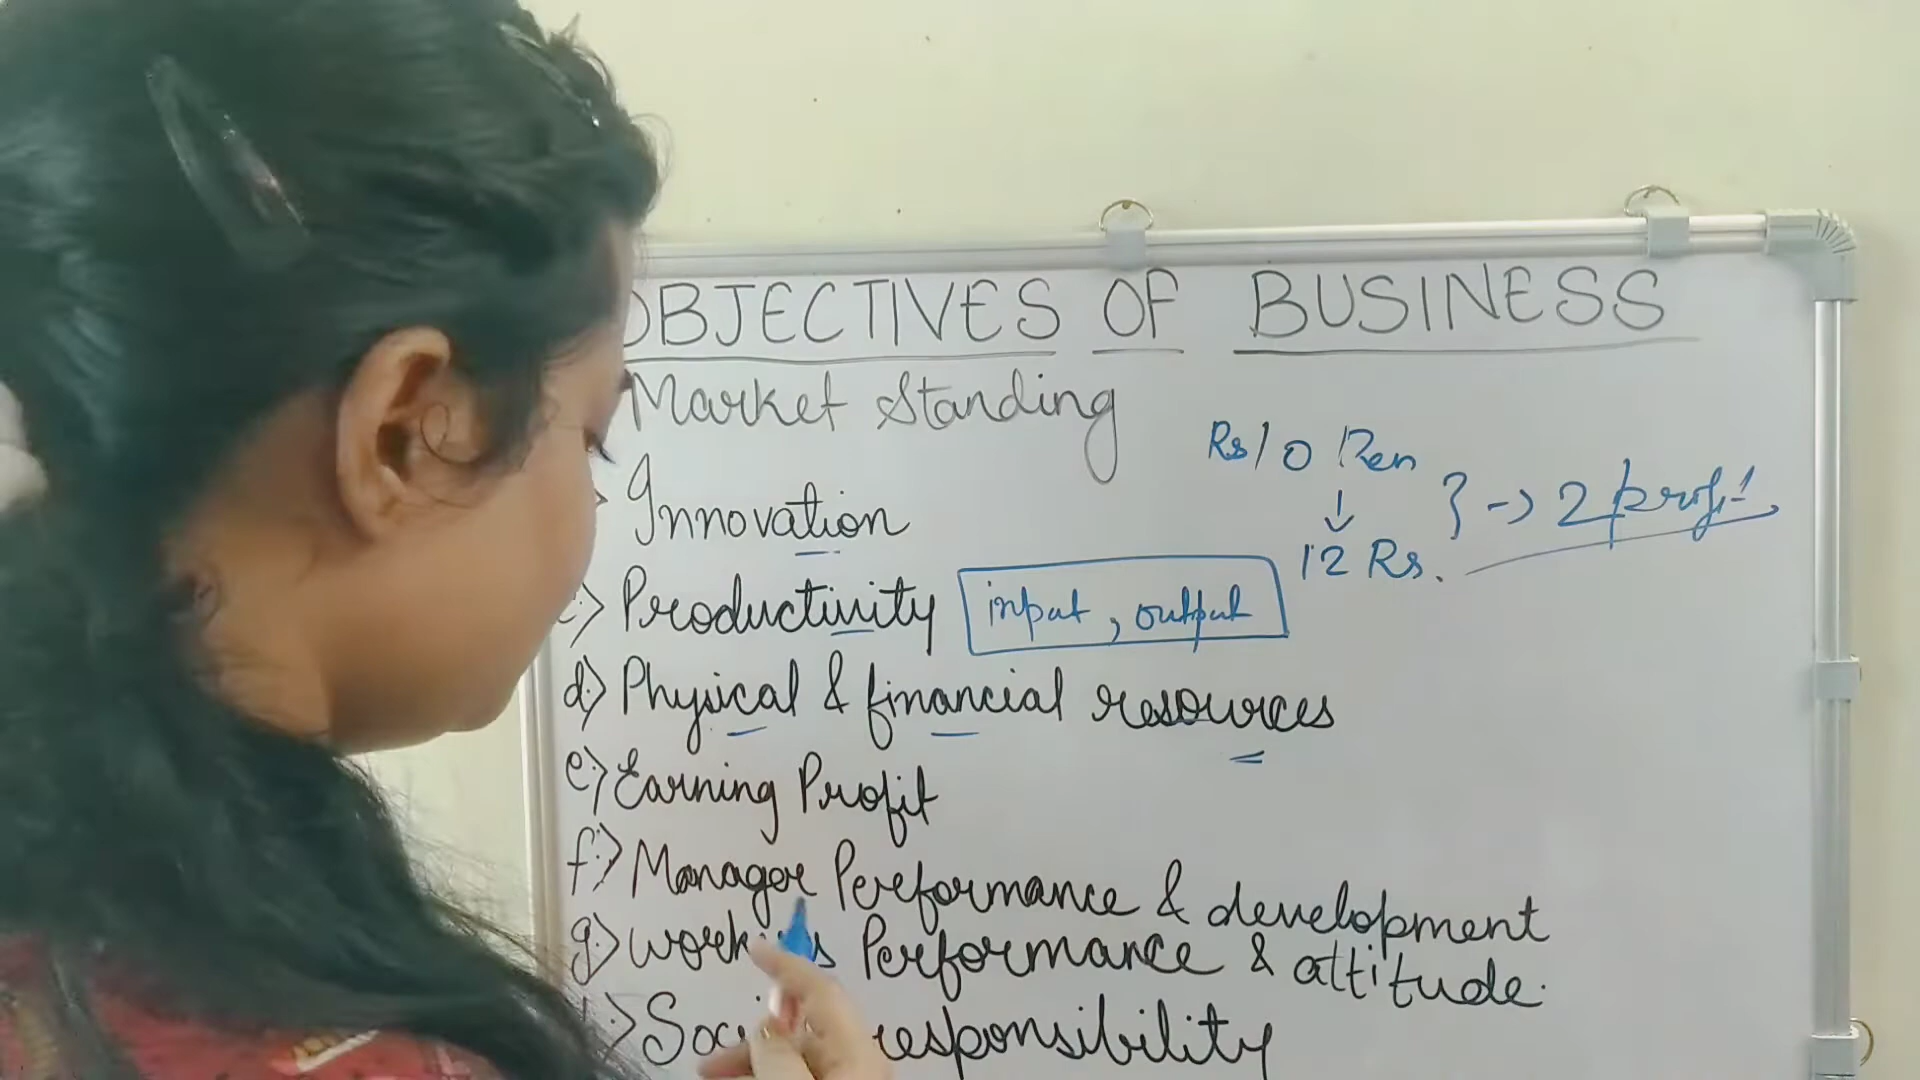 OBJECTIVES OF BUSINESS
Market Standing
Innovation
Productivity
input, output
d) Physical & financial resources
e) Earning Profit
f) Manager Performance & development
g) Performance & attitude.
responsibility
Rs 10 Pen
↓
12 Rs.
} -> 2 profit